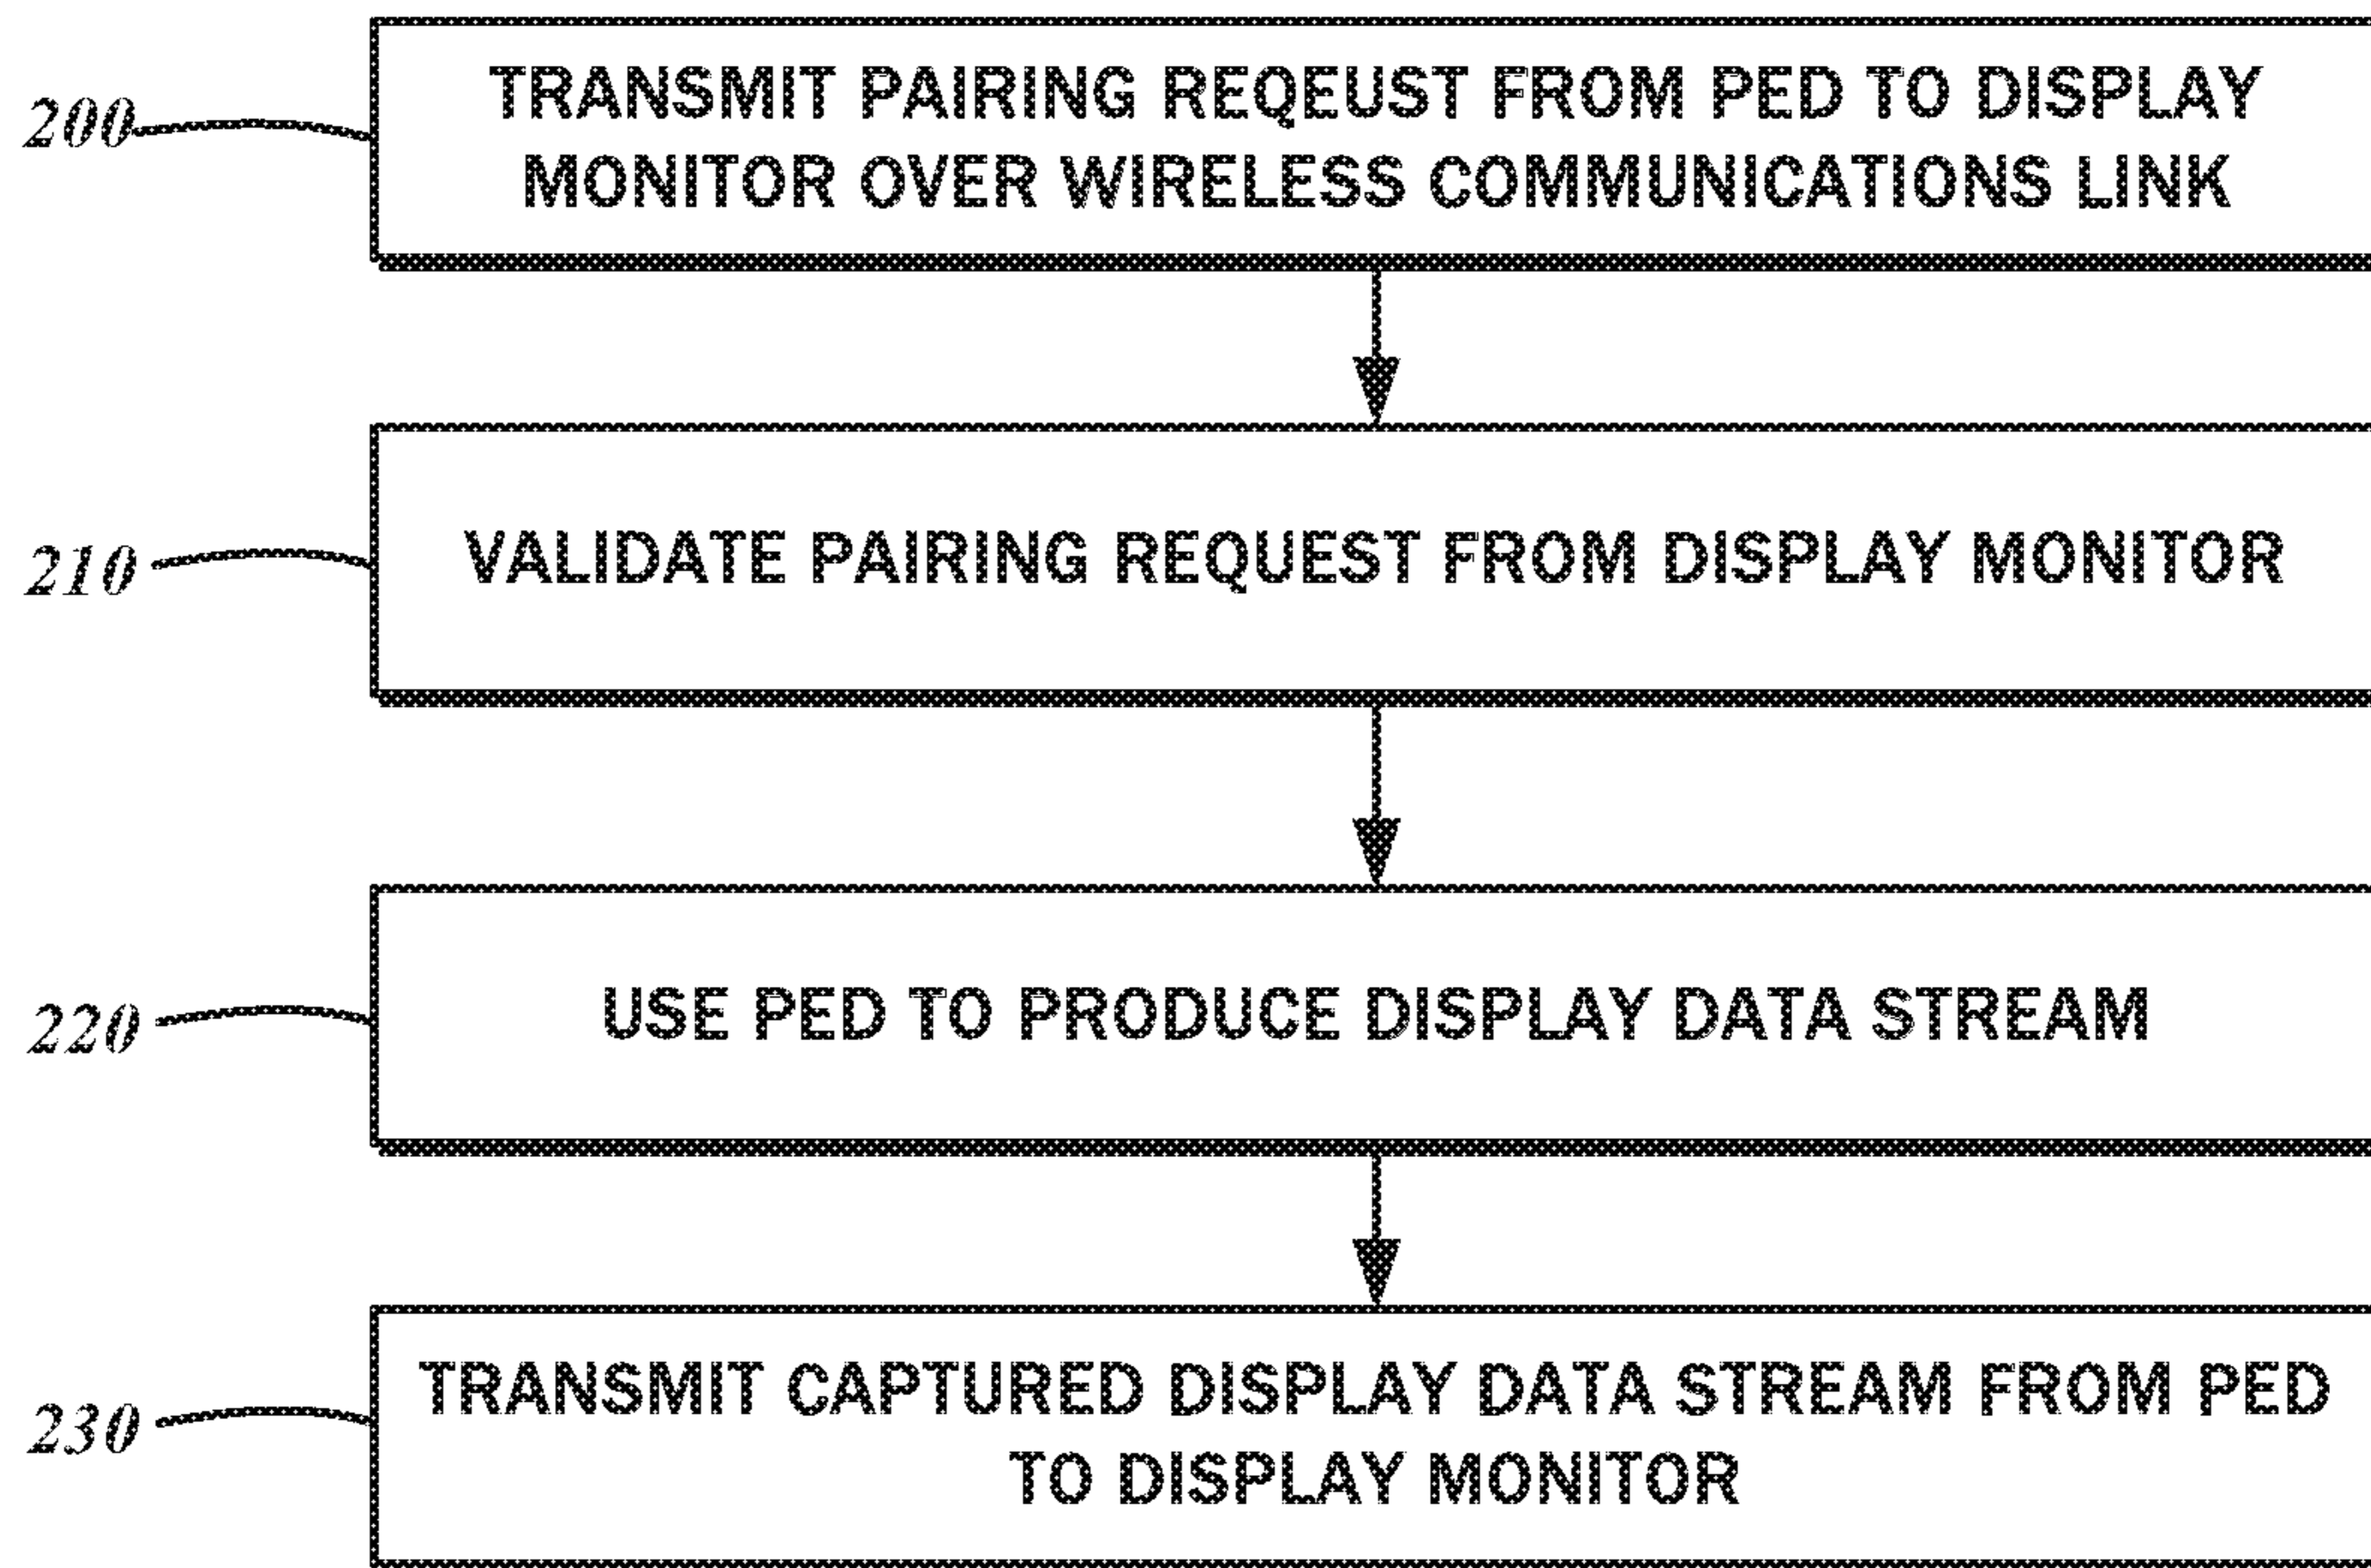 200
TRANSMIT PAIRING REQEUST FROM PED TO DISPLAY
MONITOR OVER WIRELESS COMMUNICATIONS LINK
210
VALIDATE PAIRING REQUEST FROM DISPLAY MONITOR
220
USE PED TO PRODUCE DISPLAY DATA STREAM
230
TRANSMIT CAPTURED DISPLAY DATA STREAM FROM PED
TO DISPLAY MONITOR